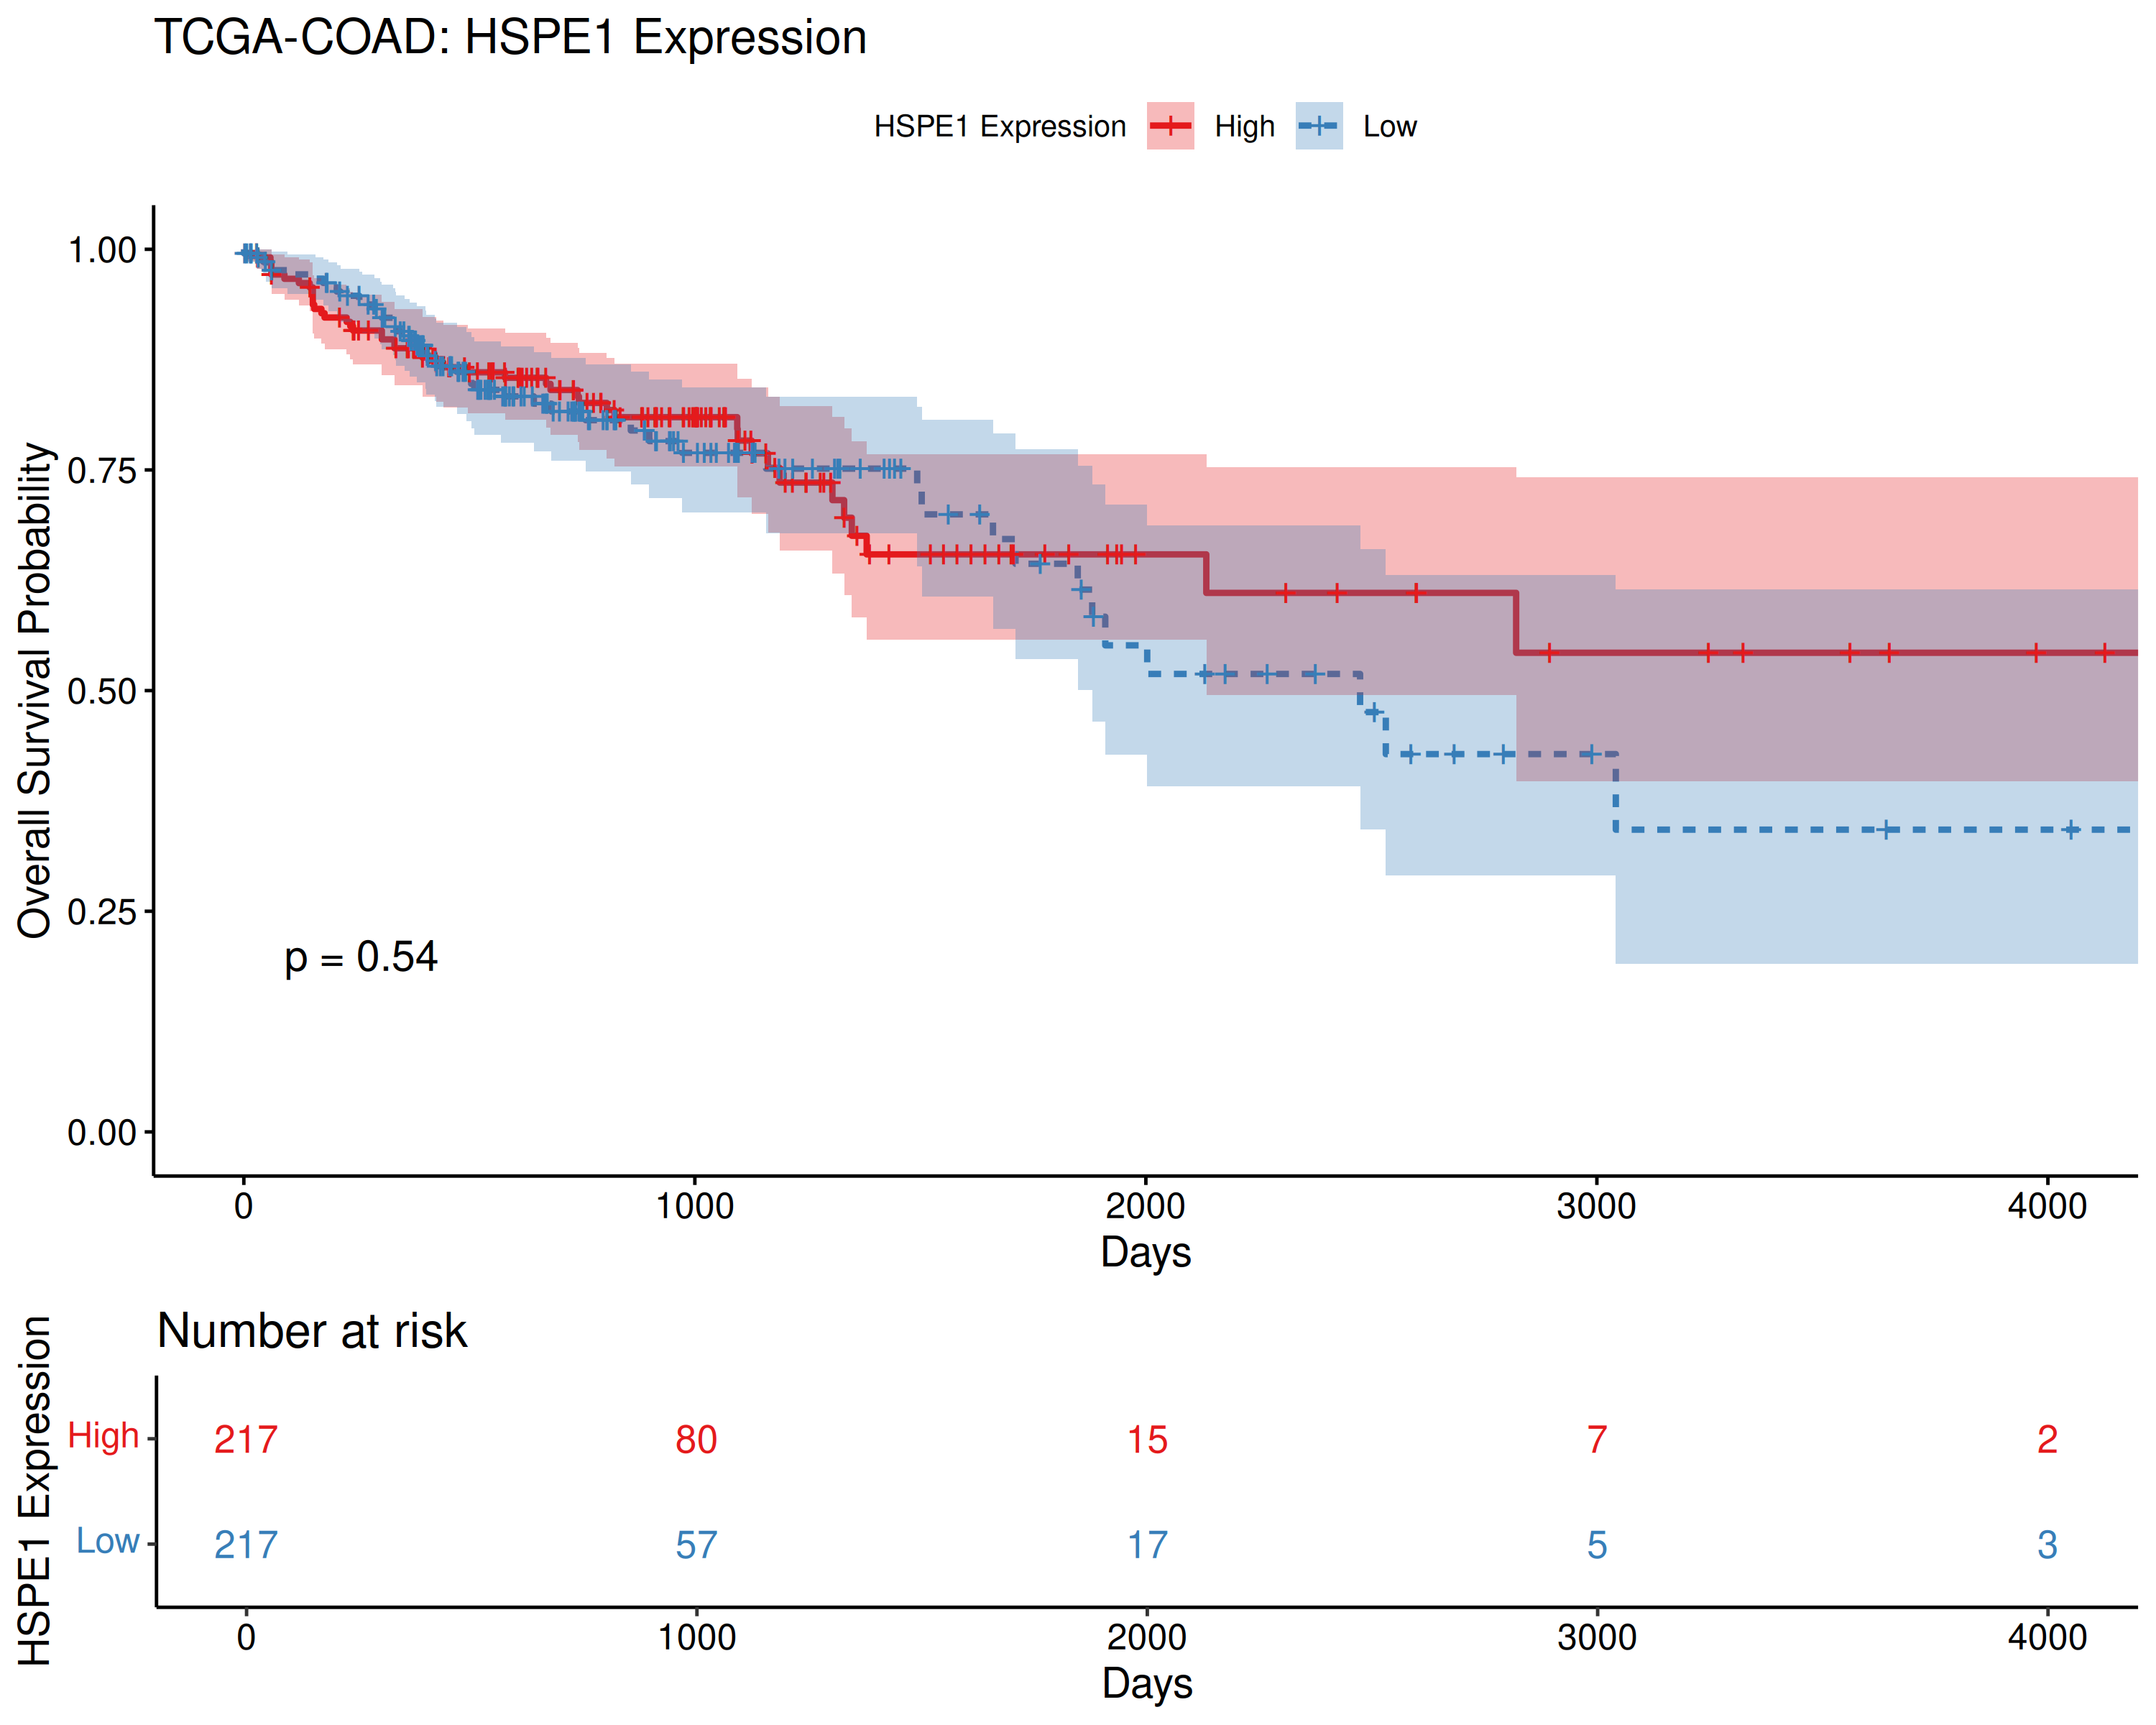 TCGA-COAD: HSPE1 Expression
HSPE1 Expression High Low
Overall Survival Probability
1.00
0.75
0.50
0.25
0.00
p = 0.54
0 1000 2000 3000 4000
Days
Number at risk
HSPE1 Expression
High 217 80 15 7 2
Low 217 57 17 5 3
0 1000 2000 3000 4000
Days